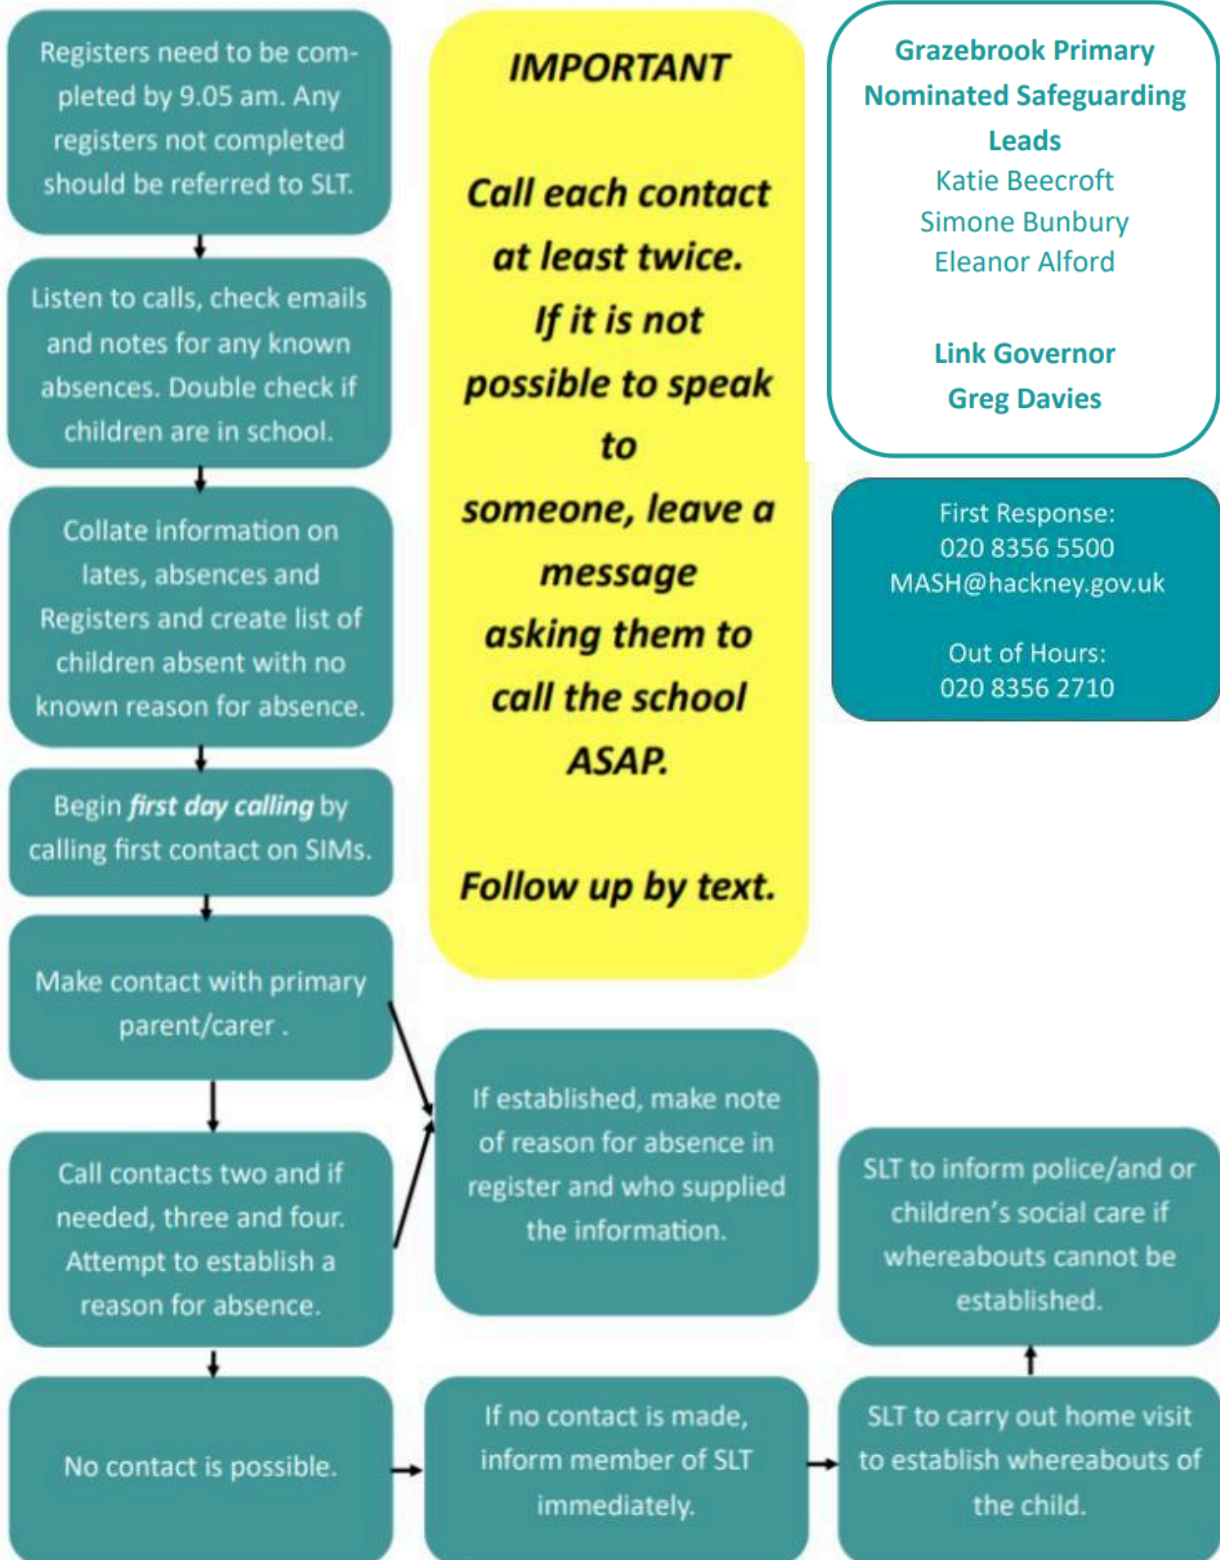 Registers need to be com-
pleted by 9.05 am. Any
registers not completed
should be referred to SLT.
Listen to calls, check emails
and notes for any known
absences. Double check if
children are in school.
Collate information on
lates, absences and
Registers and create list of
children absent with no
known reason for absence.
Begin first day calling by
calling first contact on SIMs.
Make contact with primary
parent/carer .
Call contacts two and if
needed, three and four.
Attempt to establish a
reason for absence.
No contact is possible.
IMPORTANT
Call each contact
at least twice.
If it is not
possible to speak
to
someone, leave a
message
asking them to
call the school
ASAP.
Follow up by text.
If established, make note
of reason for absence in
register and who supplied
the information.
If no contact is made,
inform member of SLT
immediately.
Grazebrook Primary
Nominated Safeguarding
Leads
Katie Beecroft
Simone Bunbury
Eleanor Alford
Link Governor
Greg Davies
First Response:
020 8356 5500
MASH@hackney.gov.uk
Out of Hours:
020 8356 2710
SLT to inform police/and or
children’s social care if
whereabouts cannot be
established.
SLT to carry out home visit
to establish whereabouts of
the child.